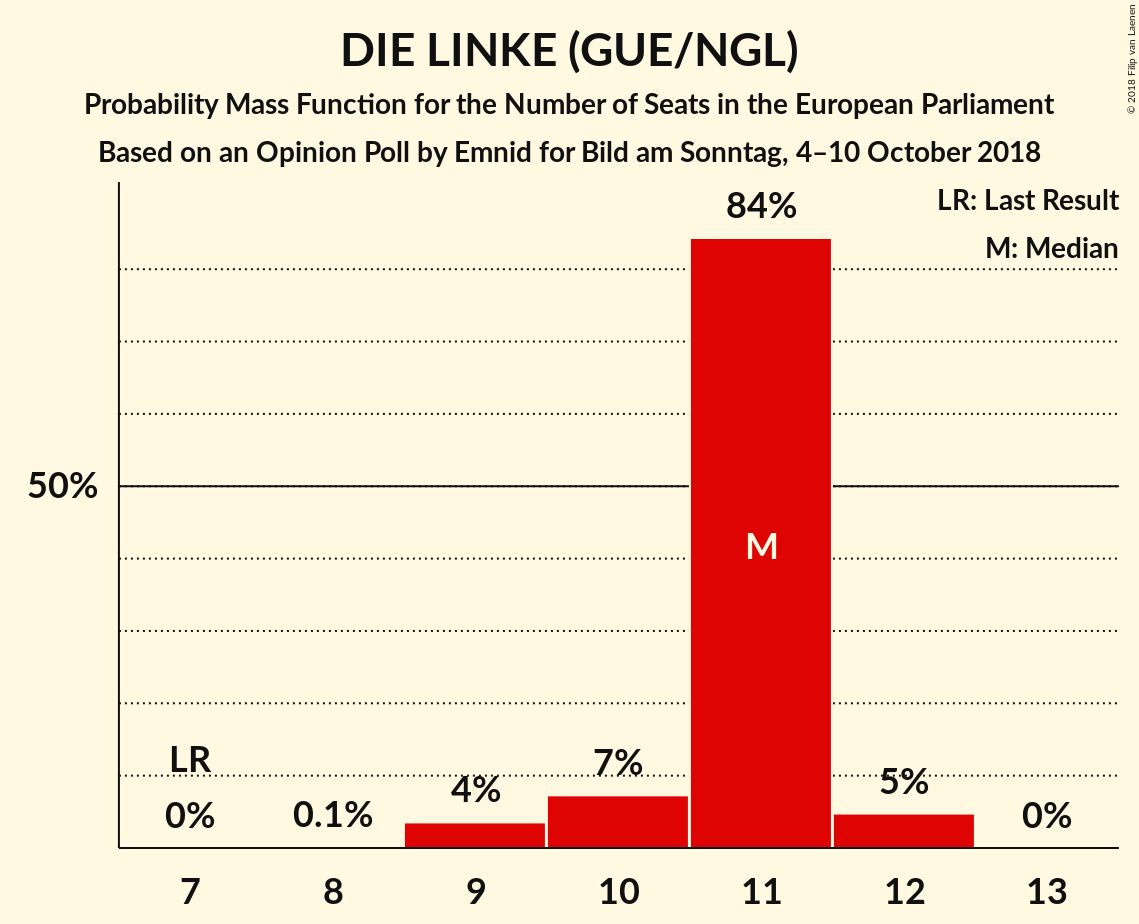 DIE LINKE (GUE/NGL)
Probability Mass Function for the Number of Seats in the European Parliament
Based on an Opinion Poll by Emnid for Bild am Sonntag, 4–10 October 2018
© 2018 Filip van Laenen
LR: Last Result
M: Median
84%
50%
M
LR
0%
0.1%
4%
7%
5%
0%
7 8 9 10 11 12 13